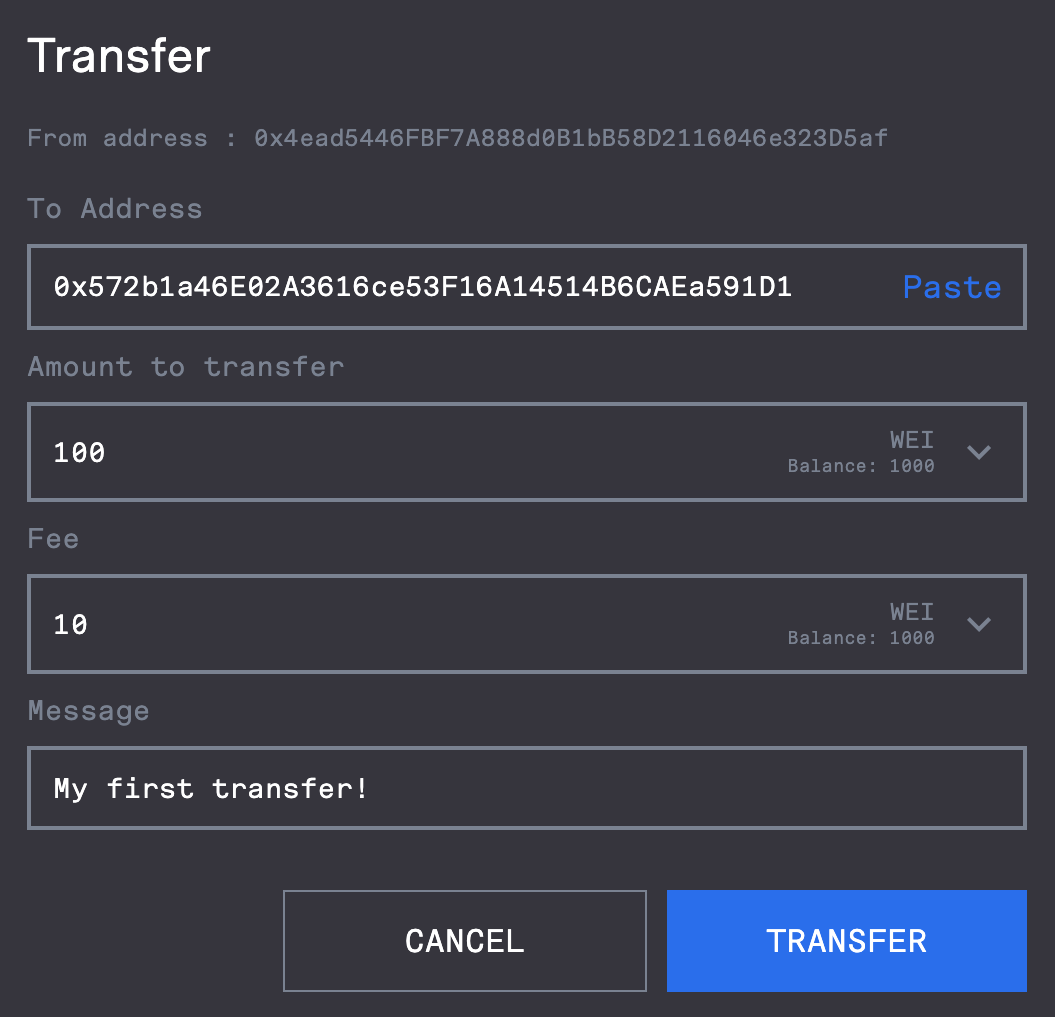 Transfer
From address : 0x4ead5446FBF7A888d0B1bB58D2116046e323D5af
To Address
0x572b1a46E02A3616ce53F16A14514B6CAEa591D1 Paste
Amount to transfer
100 WEI
Balance: 1000
Fee
10 WEI
Balance: 1000
Message
My first transfer!
CANCEL TRANSFER